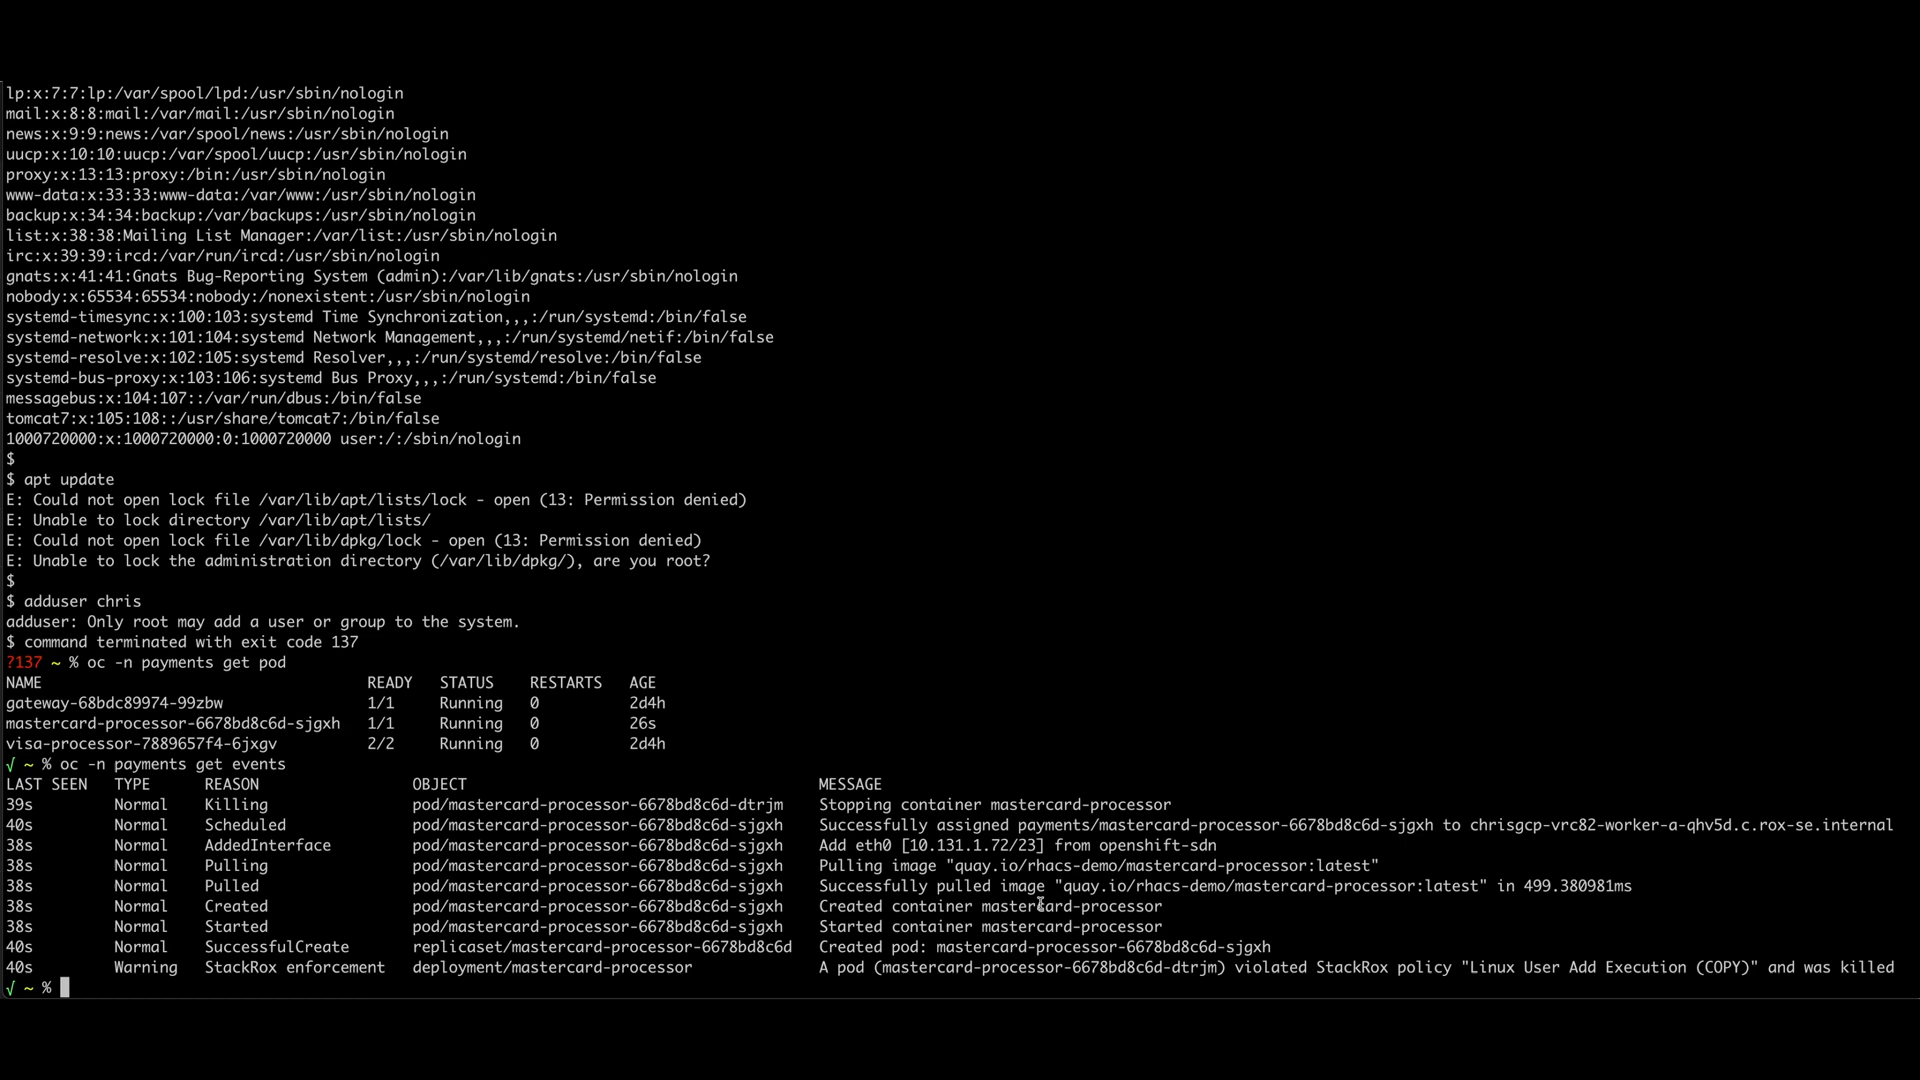 lp:x:7:7:lp:/var/spool/lpd:/usr/sbin/nologin
mail:x:8:8:mail:/var/mail:/usr/sbin/nologin
news:x:9:9:news:/var/spool/news:/usr/sbin/nologin
uucp:x:10:10:uucp:/var/spool/uucp:/usr/sbin/nologin
proxy:x:13:13:proxy:/bin:/usr/sbin/nologin
www-data:x:33:33:www-data:/var/www:/usr/sbin/nologin
backup:x:34:34:backup:/var/backups:/usr/sbin/nologin
list:x:38:38:Mailing List Manager:/var/list:/usr/sbin/nologin
irc:x:39:39:ircd:/var/run/ircd:/usr/sbin/nologin
gnats:x:41:41:Gnats Bug-Reporting System (admin):/var/lib/gnats:/usr/sbin/nologin
nobody:x:65534:65534:nobody:/nonexistent:/usr/sbin/nologin
systemd-timesync:x:100:103:systemd Time Synchronization,,,:/run/systemd:/bin/false
systemd-network:x:101:104:systemd Network Management,,,:/run/systemd/netif:/bin/false
systemd-resolve:x:102:105:systemd Resolver,,,:/run/systemd/resolve:/bin/false
systemd-bus-proxy:x:103:106:systemd Bus Proxy,,,:/run/systemd:/bin/false
messagebus:x:104:107::/var/run/dbus:/bin/false
tomcat7:x:105:108::/usr/share/tomcat7:/bin/false
1000720000:x:1000720000:0:1000720000 user:/:/sbin/nologin
$
$ apt update
E: Could not open lock file /var/lib/apt/lists/lock - open (13: Permission denied)
E: Unable to lock directory /var/lib/apt/lists/
E: Could not open lock file /var/lib/dpkg/lock - open (13: Permission denied)
E: Unable to lock the administration directory (/var/lib/dpkg/), are you root?
$
$ adduser chris
adduser: Only root may add a user or group to the system.
$ command terminated with exit code 137
?137 ~ % oc -n payments get pod
NAME READY STATUS RESTARTS AGE
gateway-68bdc89974-99zbw 1/1 Running 0 2d4h
mastercard-processor-6678bd8c6d-sjgxh 1/1 Running 0 26s
visa-processor-7889657f4-6jxgv 2/2 Running 0 2d4h
√ ~ % oc -n payments get events
LAST SEEN TYPE REASON OBJECT MESSAGE
39s Normal Killing pod/mastercard-processor-6678bd8c6d-dtrjm Stopping container mastercard-processor
40s Normal Scheduled pod/mastercard-processor-6678bd8c6d-sjgxh Successfully assigned payments/mastercard-processor-6678bd8c6d-sjgxh to chrisgcp-vrc82-worker-a-qhv5d.c.rox-se.internal
38s Normal AddedInterface pod/mastercard-processor-6678bd8c6d-sjgxh Add eth0 [10.131.1.72/23] from openshift-sdn
38s Normal Pulling pod/mastercard-processor-6678bd8c6d-sjgxh Pulling image "quay.io/rhacs-demo/mastercard-processor:latest"
38s Normal Pulled pod/mastercard-processor-6678bd8c6d-sjgxh Successfully pulled image "quay.io/rhacs-demo/mastercard-processor:latest" in 499.380981ms
38s Normal Created pod/mastercard-processor-6678bd8c6d-sjgxh Created container mastercard-processor
38s Normal Started pod/mastercard-processor-6678bd8c6d-sjgxh Started container mastercard-processor
40s Normal SuccessfulCreate replicaset/mastercard-processor-6678bd8c6d Created pod: mastercard-processor-6678bd8c6d-sjgxh
40s Warning StackRox enforcement deployment/mastercard-processor A pod (mastercard-processor-6678bd8c6d-dtrjm) violated StackRox policy "Linux User Add Execution (COPY)" and was killed
√ ~ %